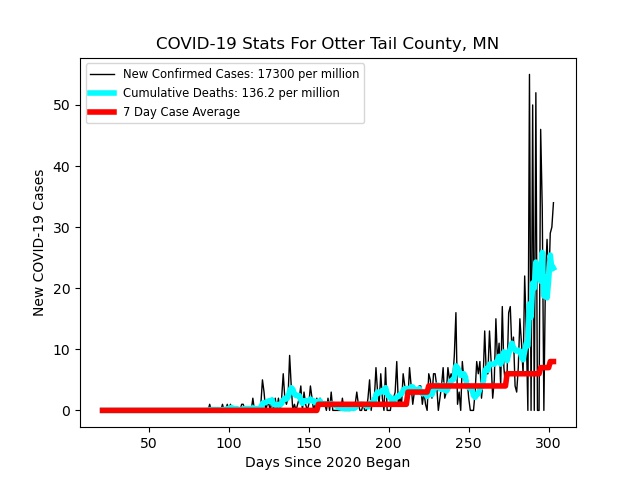 COVID-19 Stats For Otter Tail County, MN
New Confirmed Cases: 17300 per million
Cumulative Deaths: 136.2 per million
7 Day Case Average
New COVID-19 Cases
50
40
30
20
10
0
50 100 150 200 250 300
Days Since 2020 Began